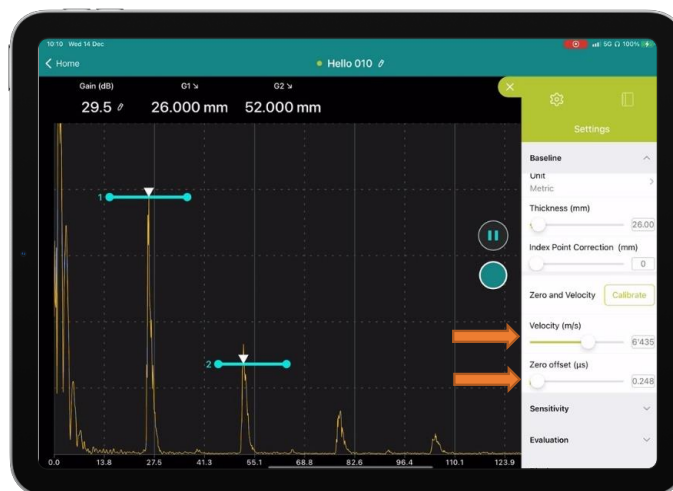 10:10 Wed 14 Dec
5G 100%
Home
Hello 010
Gain (dB) G1 G2
29.5 26.000 mm 52.000 mm
Settings
Baseline
Unit
Metric
Thickness (mm)
26.00
Index Point Correction (mm)
0
Zero and Velocity Calibrate
Velocity (m/s)
6'435
Zero offset (µs)
0.248
Sensitivity
Evaluation
1
2
0.0 13.8 27.5 41.3 55.1 68.8 82.6 96.4 110.1 123.9